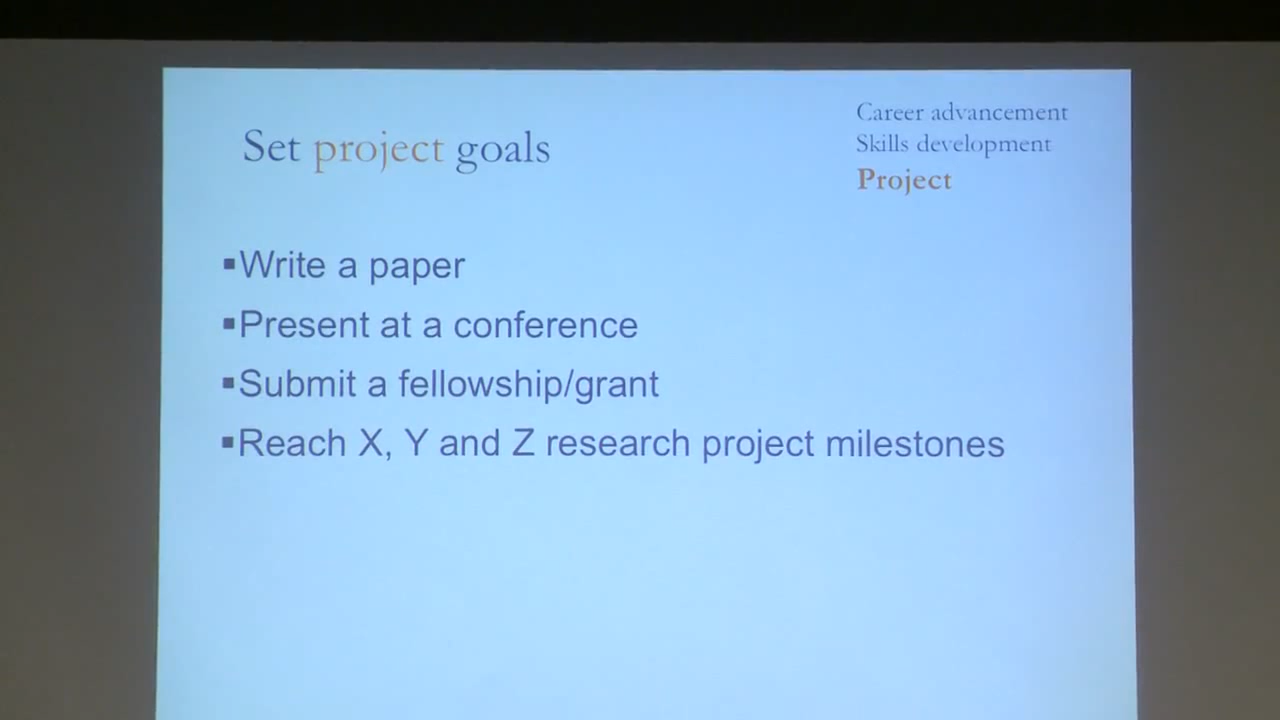 Set project goals
Career advancement
Skills development
Project
▪Write a paper
▪Present at a conference
▪Submit a fellowship/grant
▪Reach X, Y and Z research project milestones